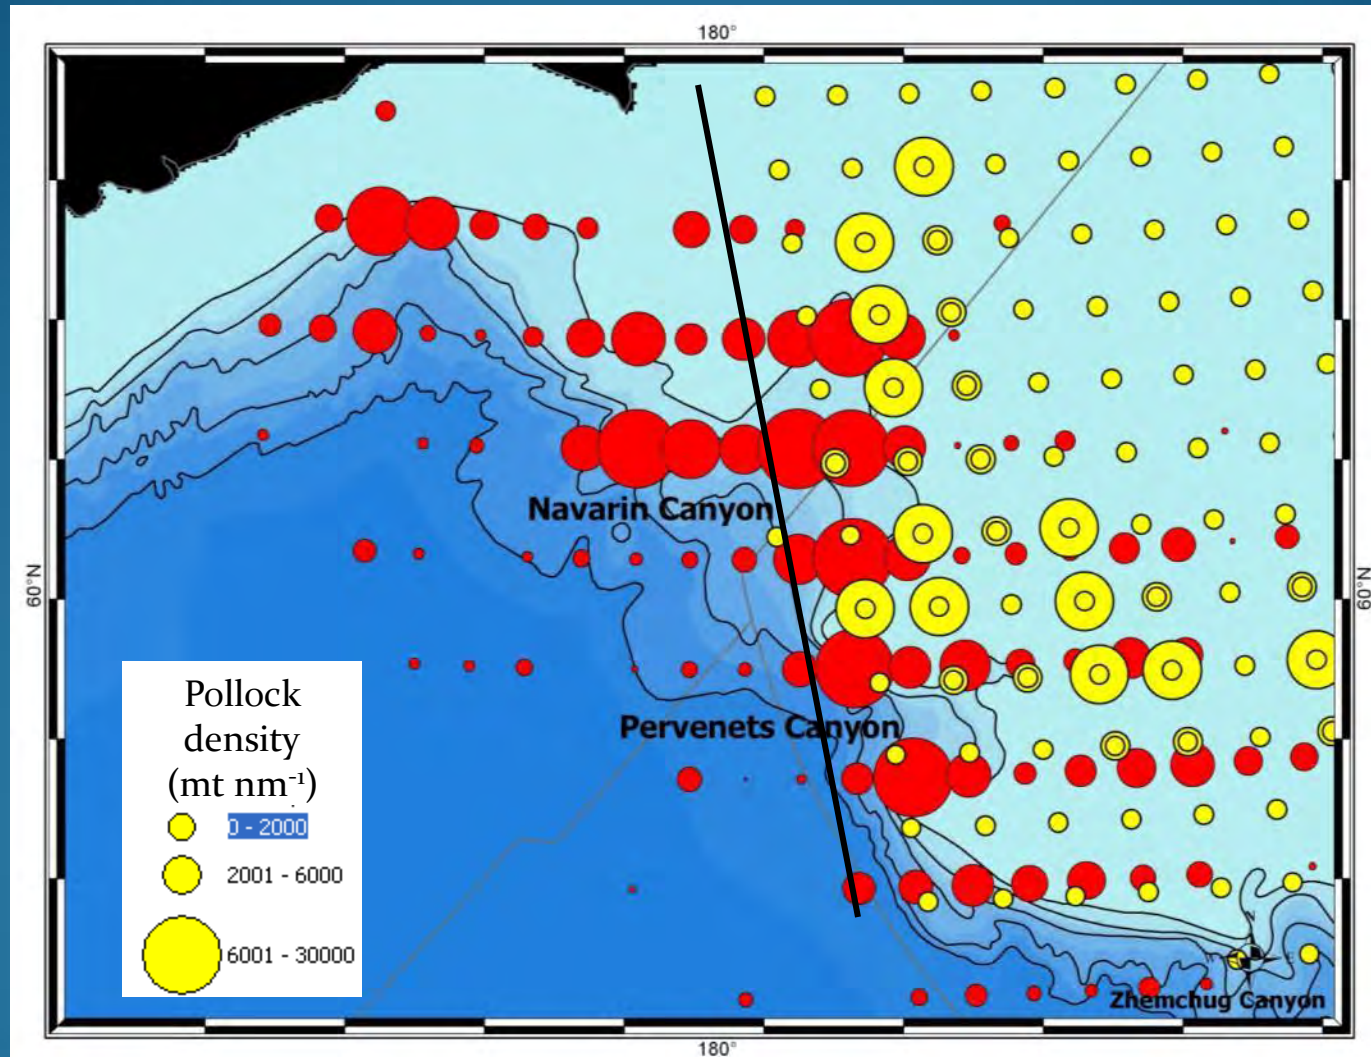 180°
Navarin Canyon
60°N
60°N
Pollock
density
(mt nm⁻¹)
0 - 2000
2001 - 6000
6001 - 30000
Pervenets Canyon
N
E
Zhemchug Canyon
180°